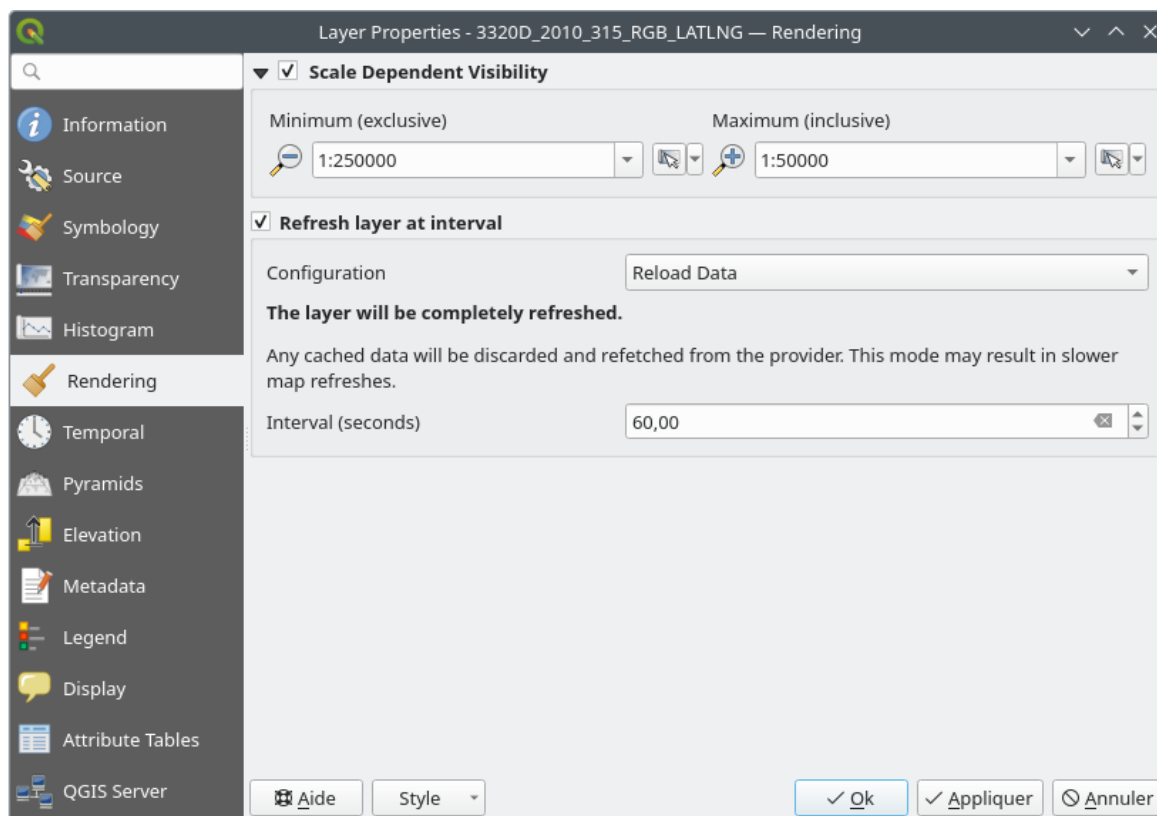 Layer Properties - 3320D_2010_315_RGB_LATLNG — Rendering
Information
Source
Symbology
Transparency
Histogram
Rendering
Temporal
Pyramids
Elevation
Metadata
Legend
Display
Attribute Tables
QGIS Server
Scale Dependent Visibility
Minimum (exclusive)
Maximum (inclusive)
1:250000
1:50000
Refresh layer at interval
Configuration
Reload Data
The layer will be completely refreshed.
Any cached data will be discarded and refetched from the provider. This mode may result in slower
map refreshes.
Interval (seconds)
60,00
Aide
Style
Ok
Appliquer
Annuler